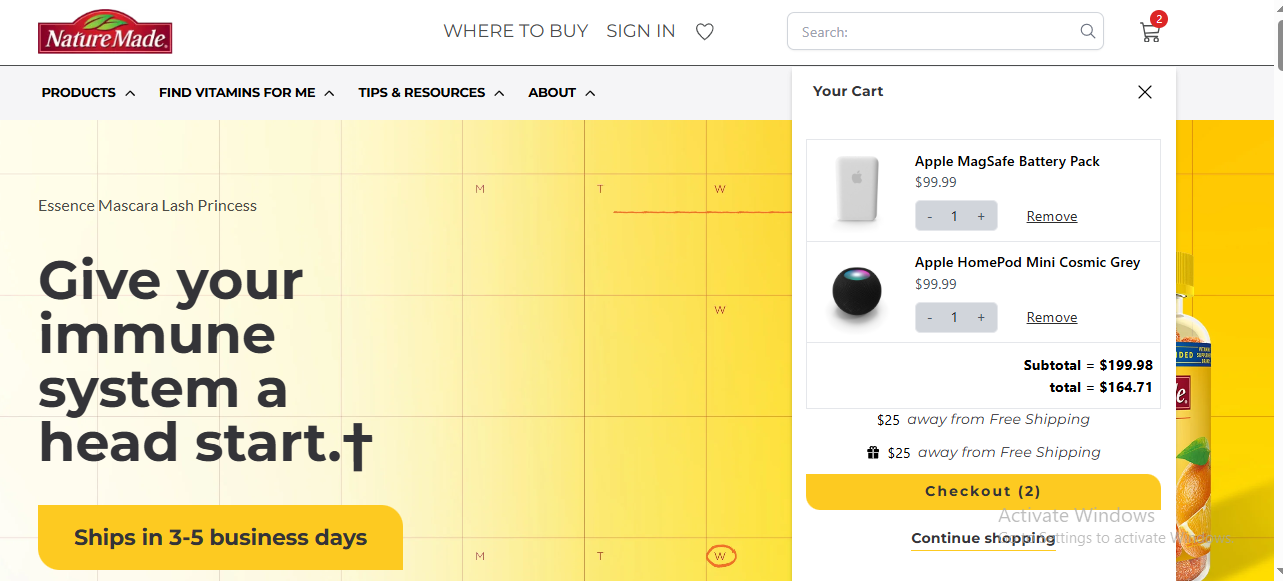 Nature Made
WHERE TO BUY SIGN IN
Search:
2
PRODUCTS FIND VITAMINS FOR ME TIPS & RESOURCES ABOUT
Your Cart
Essence Mascara Lash Princess
Give your
immune
system a
head start.†
Ships in 3-5 business days
M T W
W
M T W
Apple MagSafe Battery Pack
$99.99
- 1 + Remove
Apple HomePod Mini Cosmic Grey
$99.99
- 1 + Remove
Subtotal = $199.98
total = $164.71
$25 away from Free Shipping
$25 away from Free Shipping
Checkout (2)
Continue shopping
Activate Windows
Go to Settings to activate Windows.